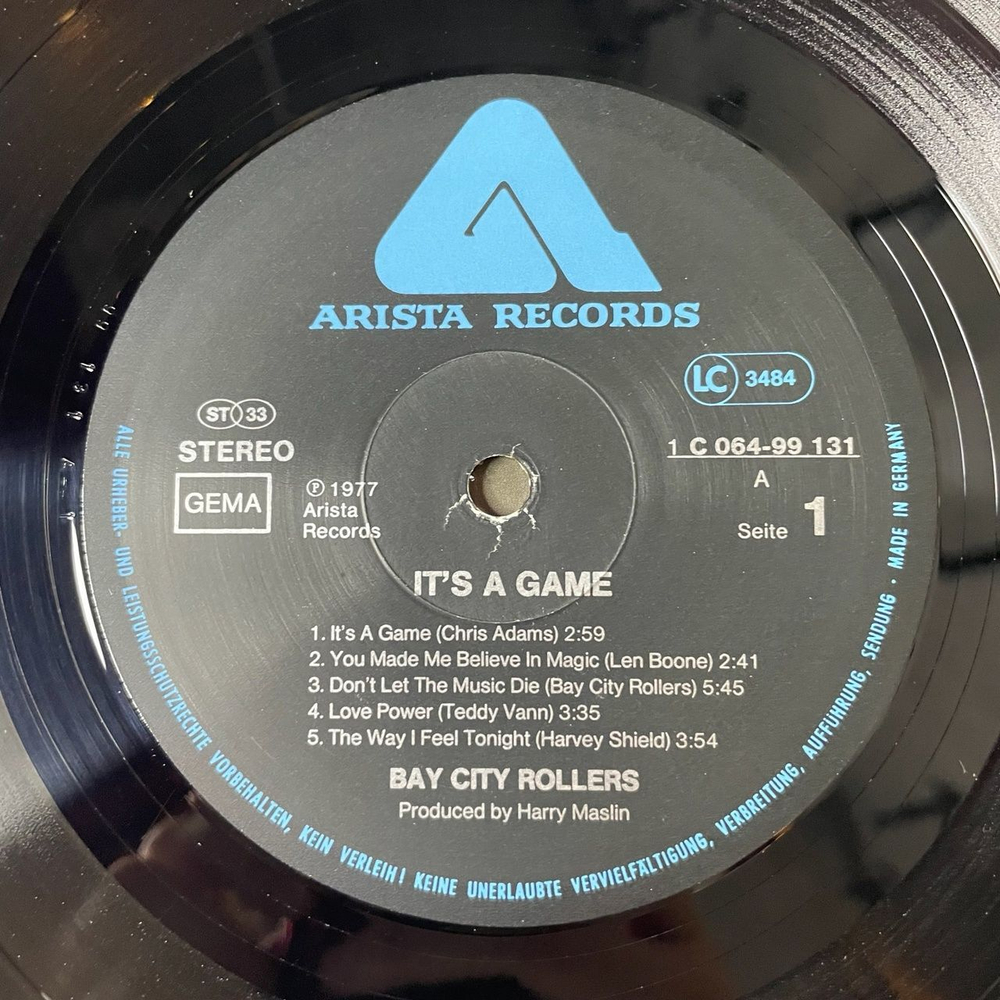 ARISTA RECORDS
LC 3484
ST 33
STEREO
GEMA
℗ 1977
Arista
Records
1 C 064-99 131
A
Seite 1
IT'S A GAME
1. It's A Game (Chris Adams) 2:59
2. You Made Me Believe In Magic (Len Boone) 2:41
3. Don't Let The Music Die (Bay City Rollers) 5:45
4. Love Power (Teddy Vann) 3:35
5. The Way I Feel Tonight (Harvey Shield) 3:54
BAY CITY ROLLERS
Produced by Harry Maslin
ALLE URHEBER- UND LEISTUNGSSCHUTZRECHTE VORBEHALTEN, KEIN VERLEIH! KEINE UNERLAUBTE VERVIELFÄLTIGUNG, VERBREITUNG, AUFFÜHRUNG, SENDUNG · MADE IN GERMANY